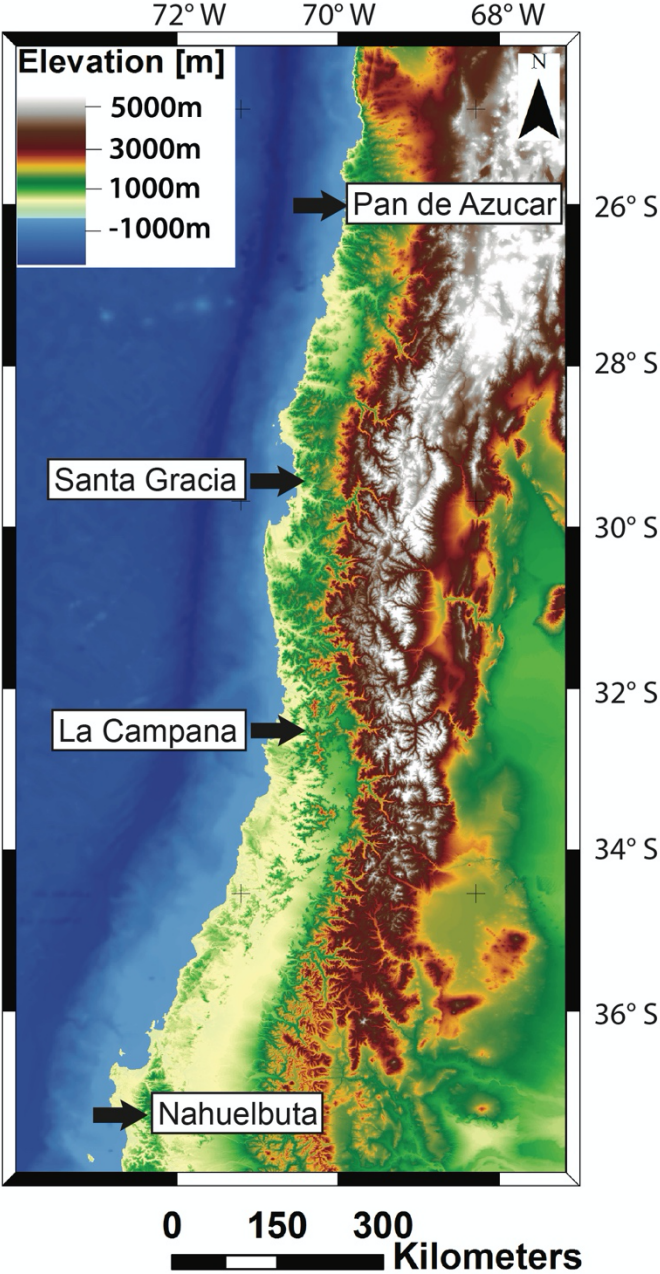 72° W 70° W 68° W
Elevation [m]
N
5000m
3000m
1000m
-1000m
Pan de Azucar
26° S
28° S
Santa Gracia
30° S
32° S
La Campana
34° S
36° S
Nahuelbuta
0 150 300
Kilometers